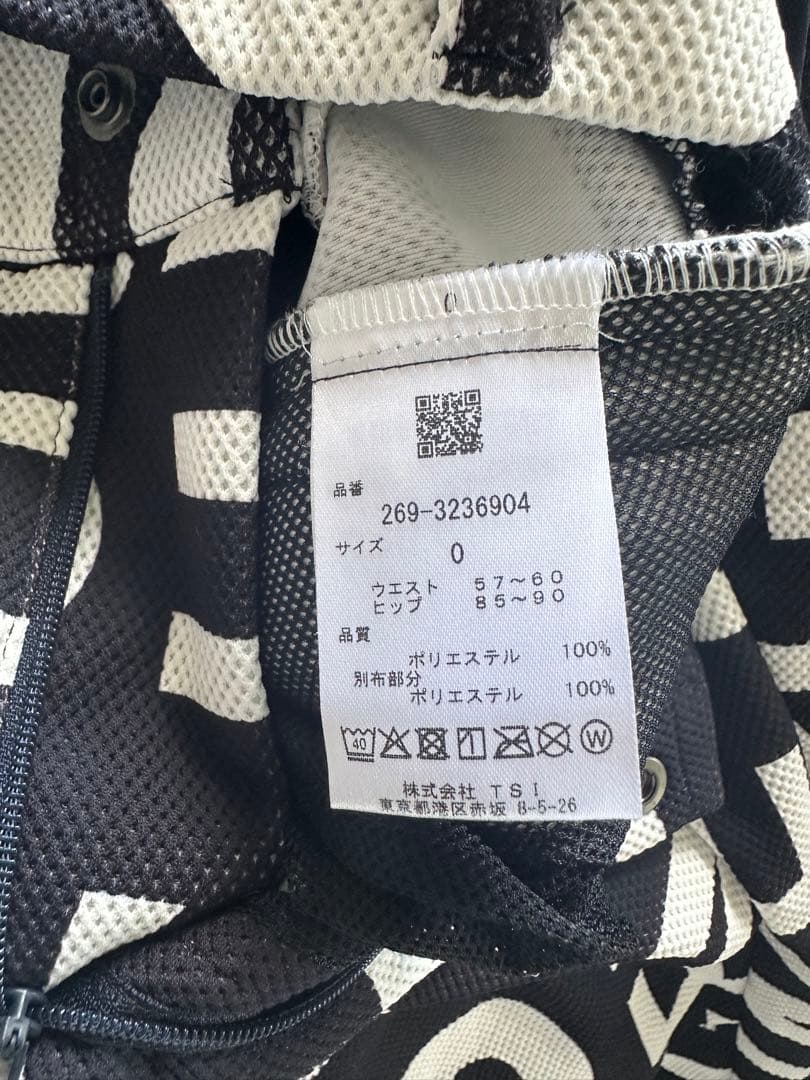 0
品番
269-3236904
サイズ
0
ウエスト 57～60
ヒップ 85～90
品質
ポリエステル 100%
別布部分
ポリエステル 100%
40 W
株式会社 TSI
東京都港区赤坂 8-5-26